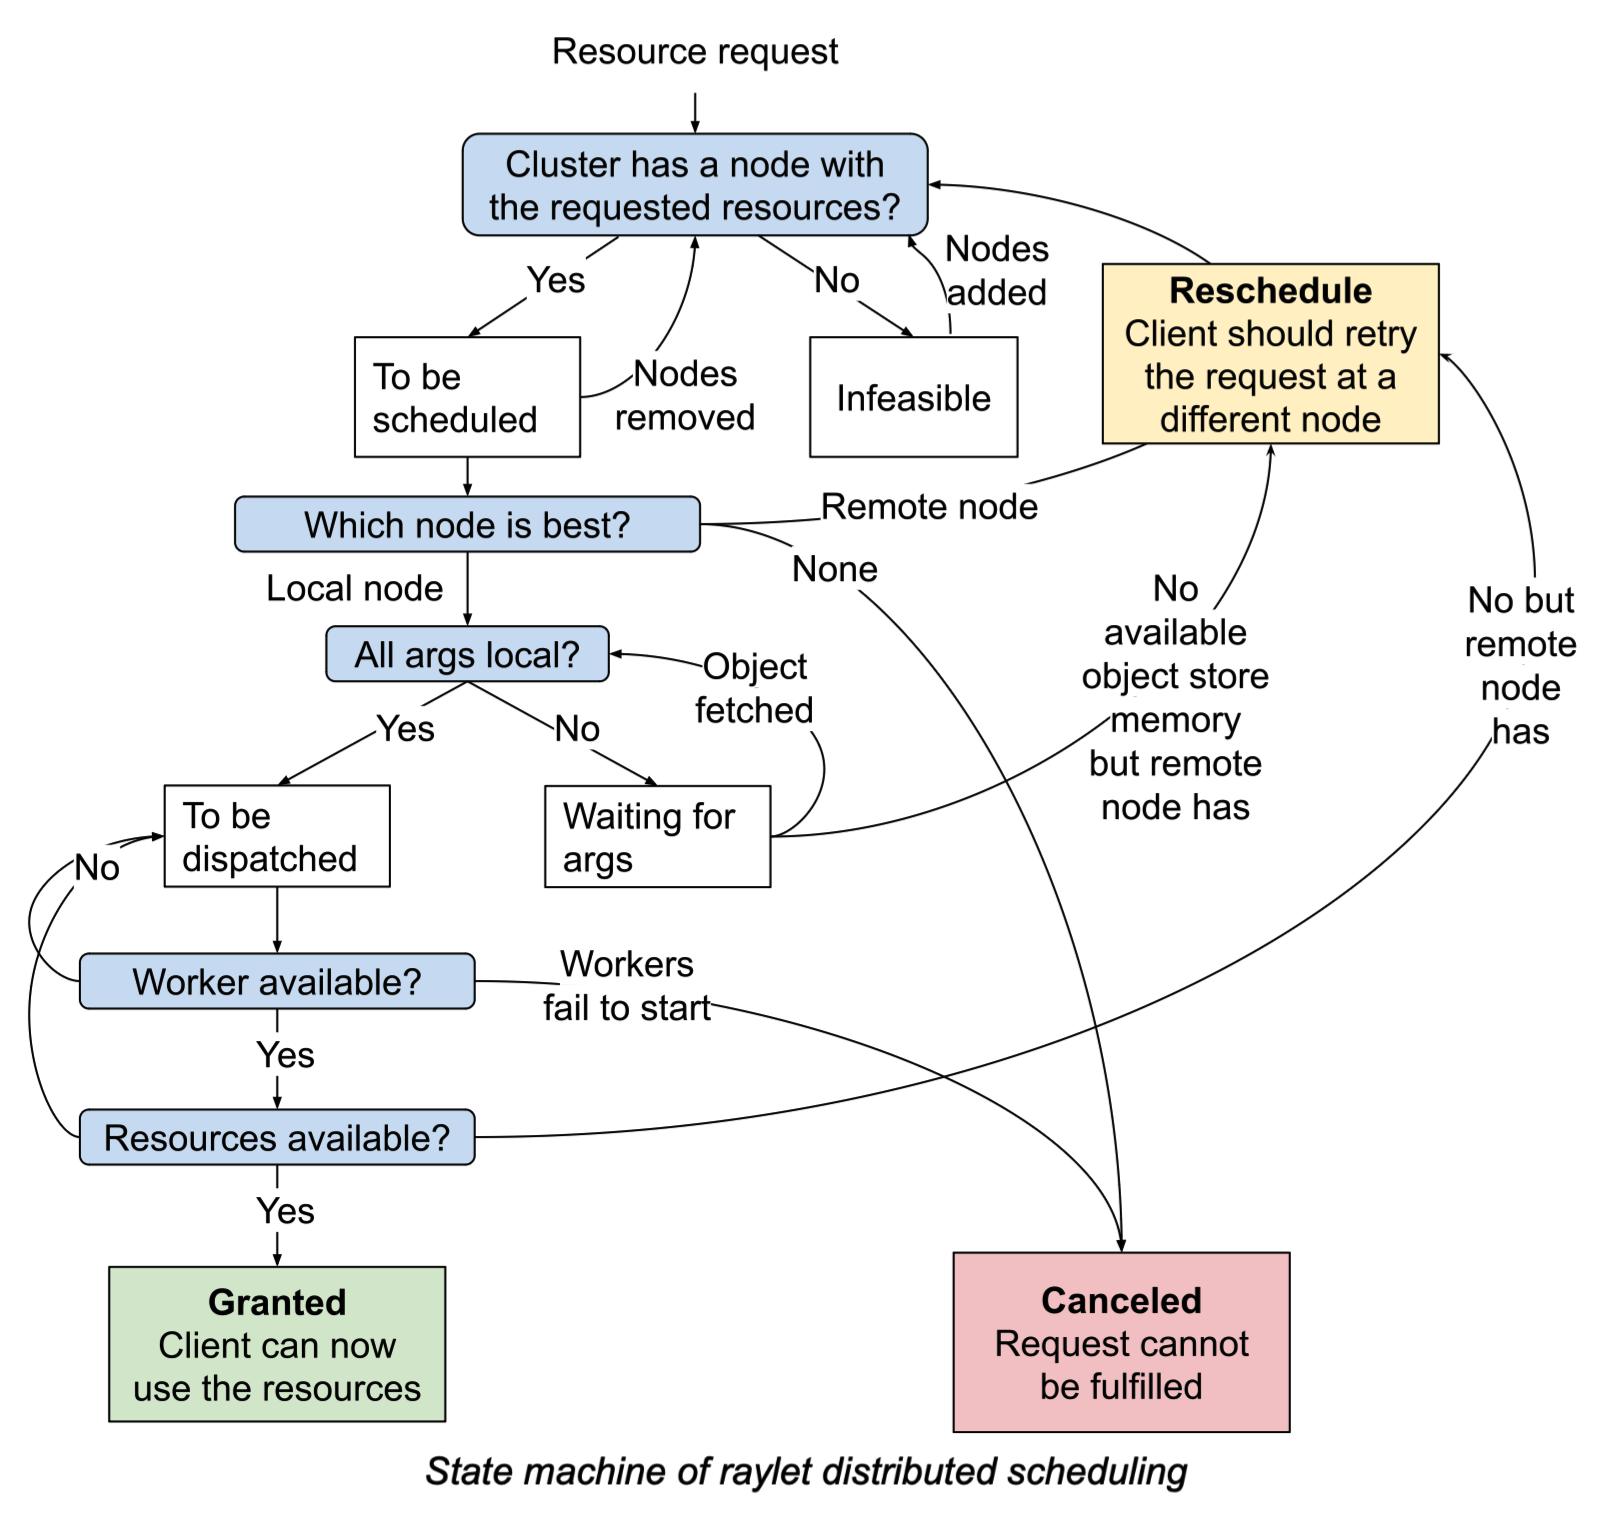 Resource request
Cluster has a node with
the requested resources?
Yes
No
Nodes
added
Reschedule
Client should retry
the request at a
different node
To be
scheduled
Nodes
removed
Infeasible
Which node is best?
Remote node
None
Local node
All args local?
Object
fetched
No
available
object store
memory
but remote
node has
No but
remote
node
has
Yes
No
To be
dispatched
Waiting for
args
No
Worker available?
Workers
fail to start
Yes
Resources available?
Yes
Granted
Client can now
use the resources
Canceled
Request cannot
be fulfilled
State machine of raylet distributed scheduling